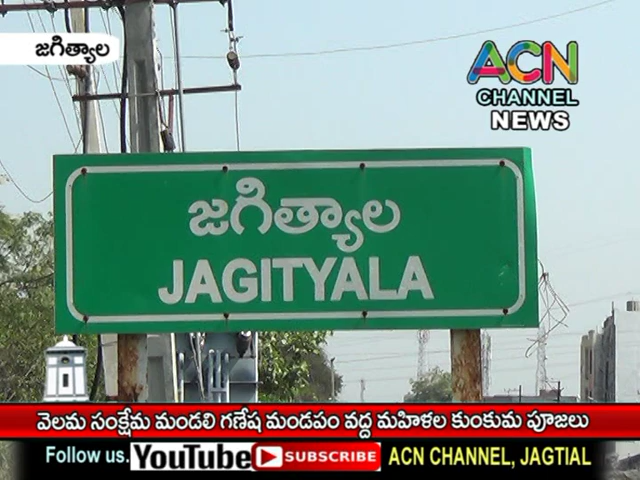 జగిత్యాల
ACN
CHANNEL
NEWS
జగిత్యాల
JAGITYALA
వెలమ సంక్షేమ మండలి గణేష మండపం వద్ద మహిళల కుంకుమ పూజలు
Follow us. YouTube SUBSCRIBE ACN CHANNEL, JAGTIAL